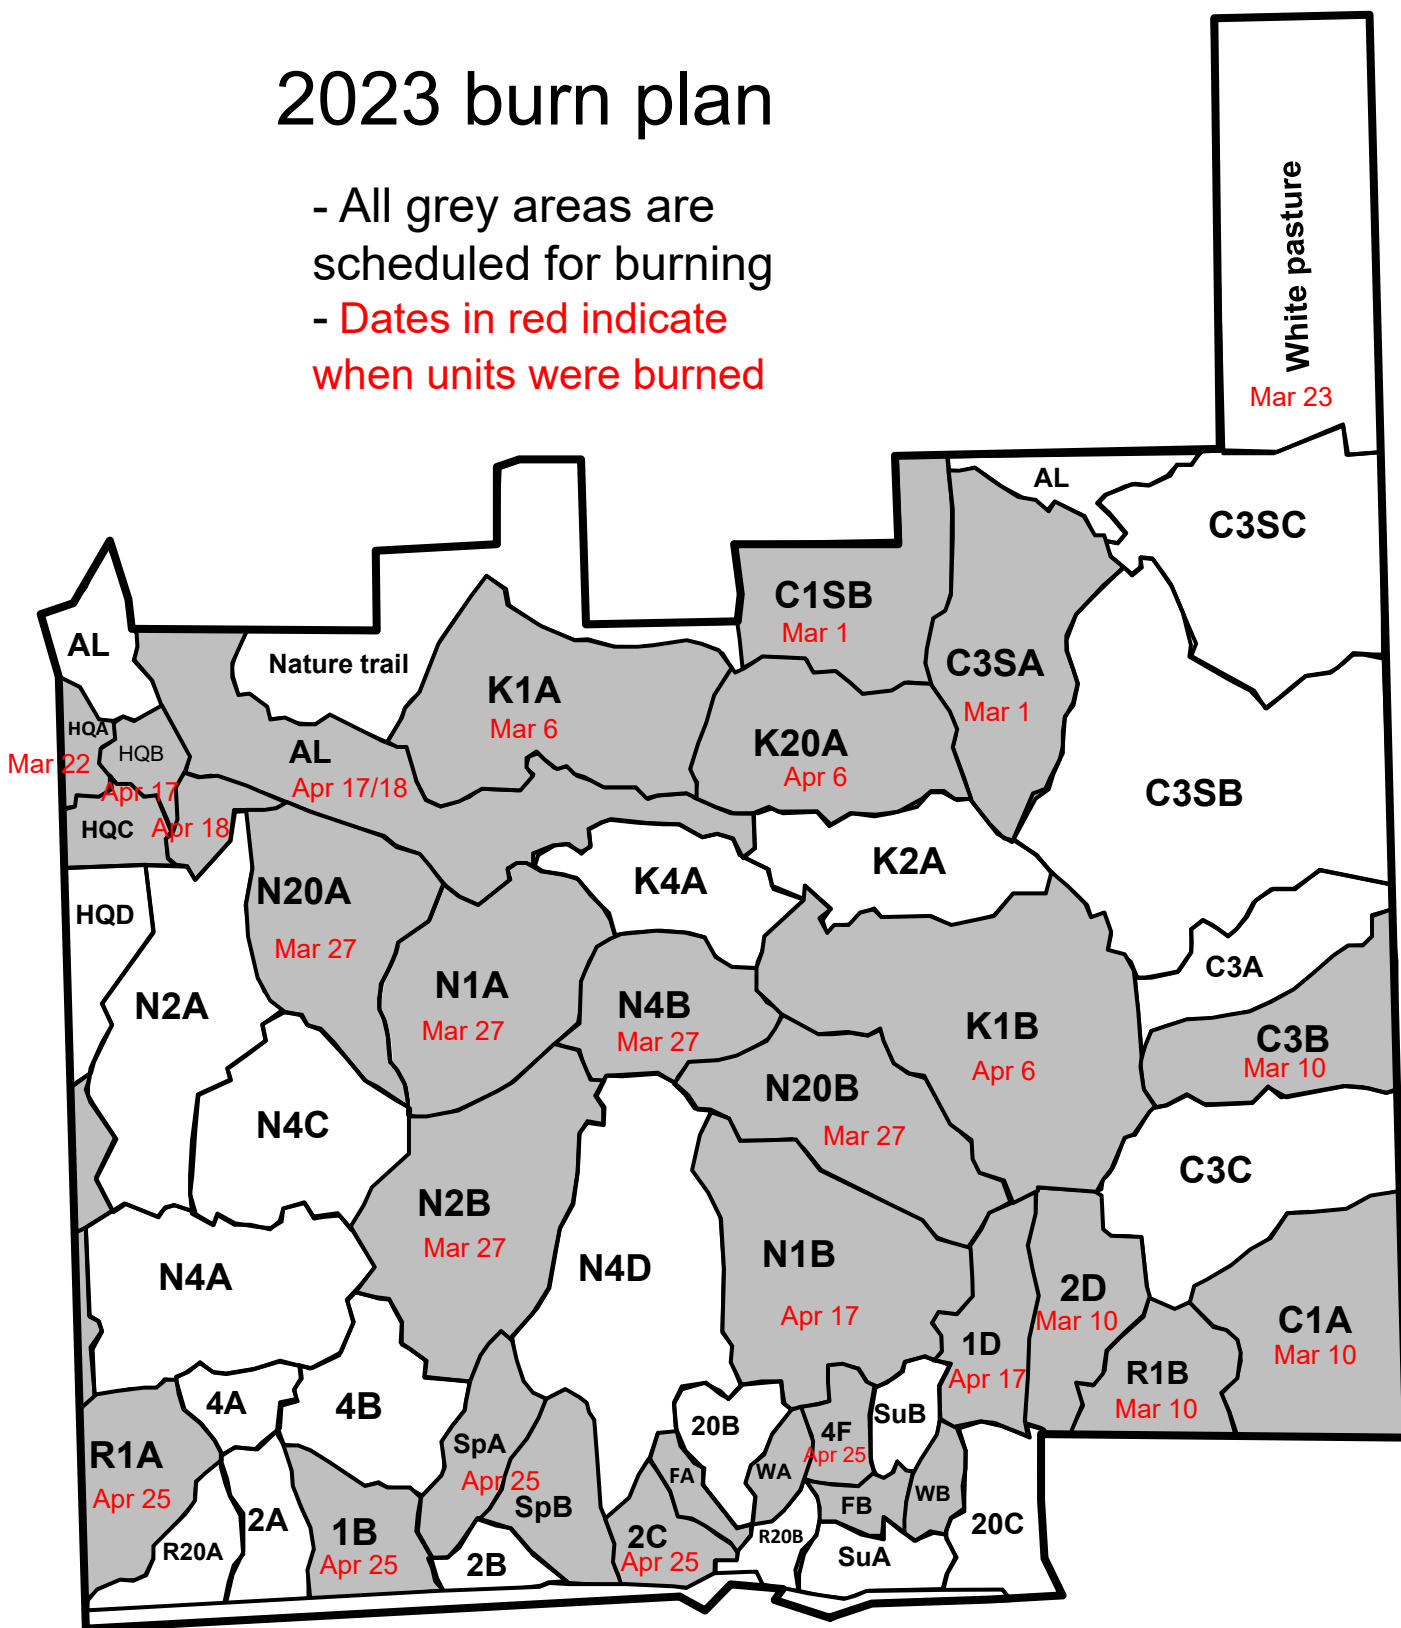 2023 burn plan
- All grey areas are
scheduled for burning
- Dates in red indicate
when units were burned
White pasture
Mar 23
AL
C3SC
C1SB
Mar 1
AL
Nature trail
C3SA
Mar 1
K1A
Mar 6
HQA
Mar 22
HQB
Apr 17
AL
Apr 17/18
K20A
Apr 6
C3SB
HQC
Apr 18
K4A
K2A
N20A
Mar 27
HQD
C3A
N1A
Mar 27
N2A
N4B
Mar 27
K1B
Apr 6
C3B
Mar 10
N20B
Mar 27
N4C
C3C
N2B
Mar 27
N4A
N4D
N1B
Apr 17
2D
Mar 10
C1A
Mar 10
1D
Apr 17
R1B
Mar 10
4A
4B
20B
SuB
4F
Apr 25
SpA
Apr 25
R1A
Apr 25
FA
WA
WB
SpB
FB
2A
1B
Apr 25
2C
Apr 25
20C
R20A
R20B
2B
SuA